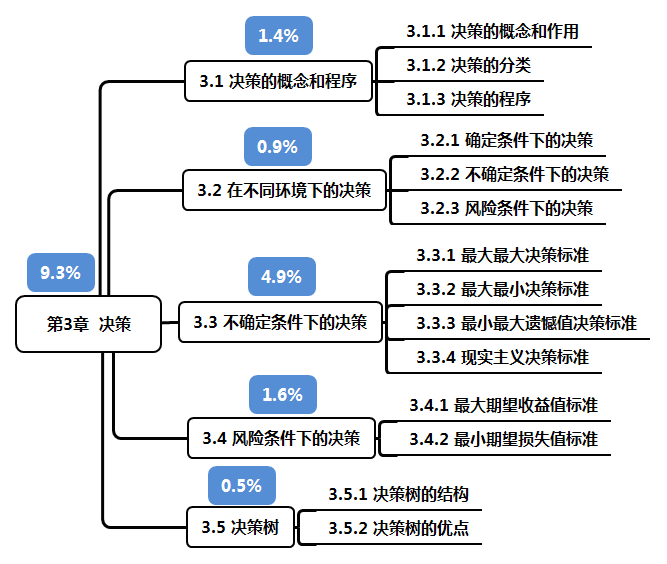 1.4%
3.1 决策的概念和程序
3.1.1 决策的概念和作用
3.1.2 决策的分类
3.1.3 决策的程序
0.9%
3.2 在不同环境下的决策
3.2.1 确定条件下的决策
3.2.2 不确定条件下的决策
3.2.3 风险条件下的决策
9.3%
第3章 决策
4.9%
3.3 不确定条件下的决策
3.3.1 最大最大决策标准
3.3.2 最大最小决策标准
3.3.3 最小最大遗憾值决策标准
3.3.4 现实主义决策标准
1.6%
3.4 风险条件下的决策
3.4.1 最大期望收益值标准
3.4.2 最小期望损失值标准
0.5%
3.5 决策树
3.5.1 决策树的结构
3.5.2 决策树的优点